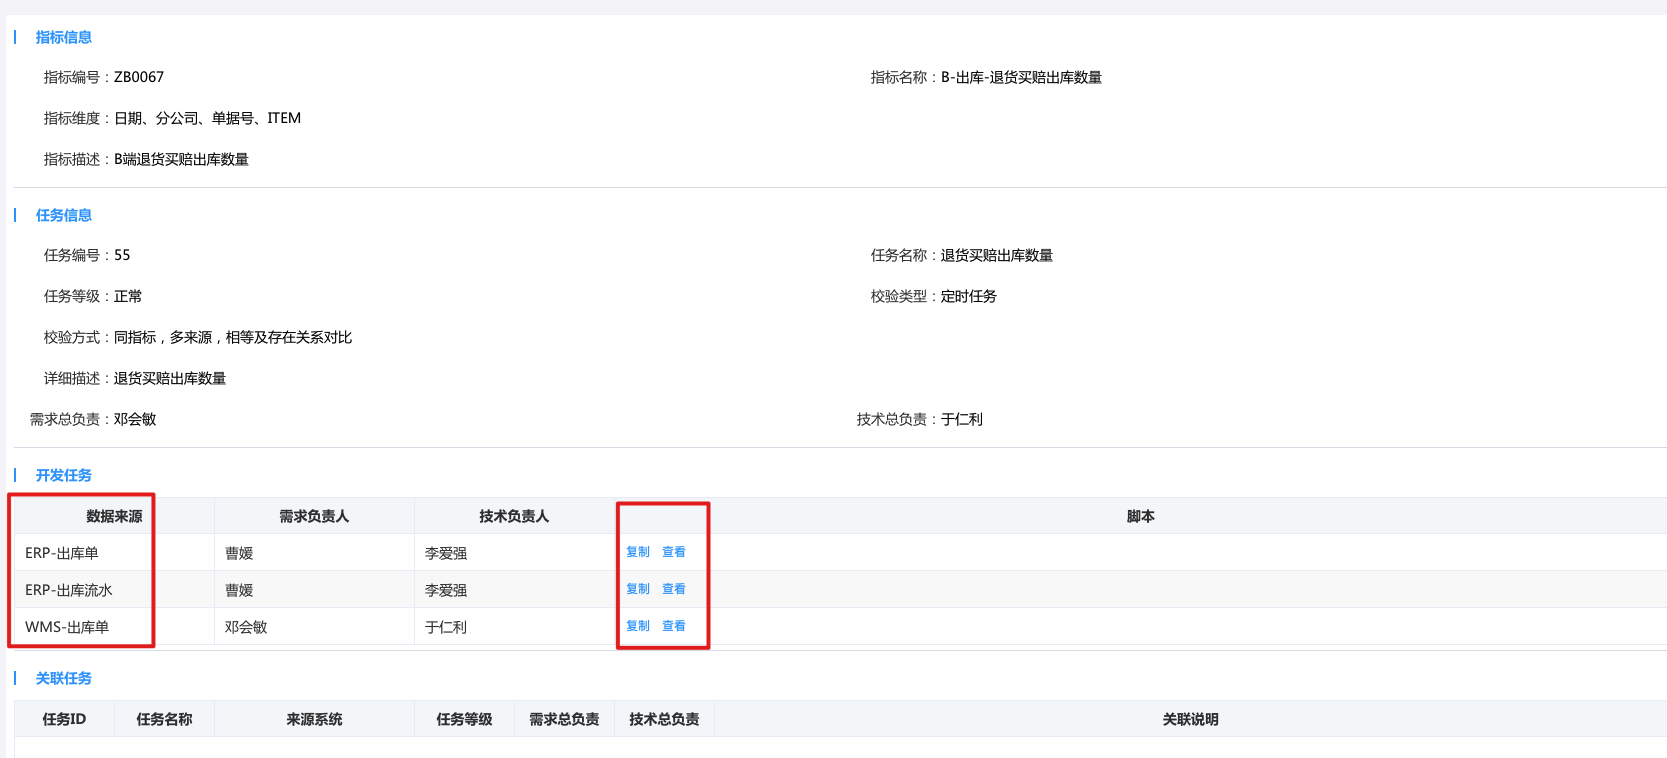 指标信息
指标编号：ZB0067 指标名称：B-出库-退货买赔出库数量
指标维度：日期、分公司、单据号、ITEM
指标描述：B端退货买赔出库数量
任务信息
任务编号：55 任务名称：退货买赔出库数量
任务等级：正常 校验类型：定时任务
校验方式：同指标，多来源，相等及存在关系对比
详细描述：退货买赔出库数量
需求总负责：邓会敏 技术总负责：于仁利
开发任务
数据来源 需求负责人 技术负责人 脚本
ERP-出库单 曹媛 李爱强 复制 查看
ERP-出库流水 曹媛 李爱强 复制 查看
WMS-出库单 邓会敏 于仁利 复制 查看
关联任务
任务ID 任务名称 来源系统 任务等级 需求总负责 技术总负责 关联说明